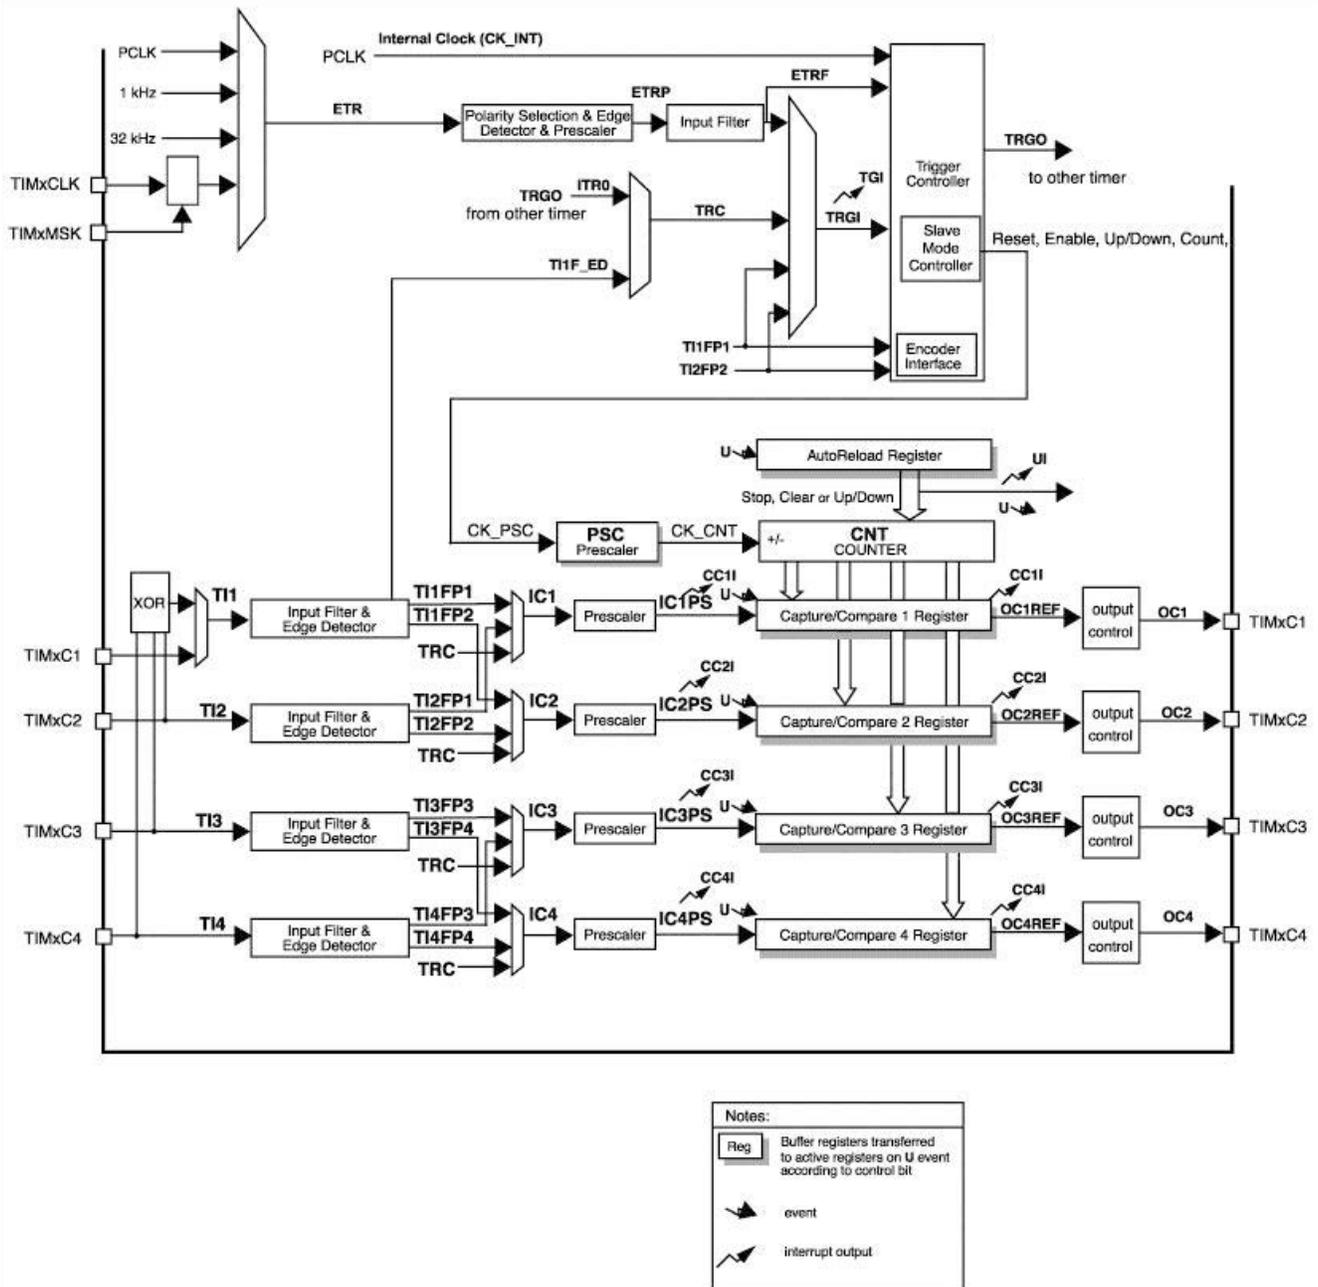 PCLK
1 kHz
32 kHz
TIMxCLK
TIMxMSK
Internal Clock (CK_INT)
PCLK
ETR
Polarity Selection & Edge
Detector & Prescaler
ETRP
Input Filter
ETRF
TRGO
ITR0
from other timer
TRC
TI1F_ED
TGI
TRGI
Trigger
Controller
Slave
Mode
Controller
Encoder
Interface
TRGO
to other timer
Reset, Enable, Up/Down, Count,
TI1FP1
TI2FP2
U
AutoReload Register
UI
Stop, Clear or Up/Down
U
CK_PSC
PSC
Prescaler
CK_CNT
+/-
CNT
COUNTER
XOR
TI1
Input Filter &
Edge Detector
TI1FP1
TI1FP2
TRC
IC1
Prescaler
CC1I
IC1PS
U
Capture/Compare 1 Register
CC1I
OC1REF
output
control
OC1
TIMxC1
TIMxC1
TIMxC2
TI2
Input Filter &
Edge Detector
TI2FP1
TI2FP2
TRC
IC2
Prescaler
CC2I
IC2PS
U
Capture/Compare 2 Register
CC2I
OC2REF
output
control
OC2
TIMxC2
TIMxC3
TI3
Input Filter &
Edge Detector
TI3FP3
TI3FP4
TRC
IC3
Prescaler
CC3I
IC3PS
U
Capture/Compare 3 Register
CC3I
OC3REF
output
control
OC3
TIMxC3
TIMxC4
TI4
Input Filter &
Edge Detector
TI4FP3
TI4FP4
TRC
IC4
Prescaler
CC4I
IC4PS
U
Capture/Compare 4 Register
CC4I
OC4REF
output
control
OC4
TIMxC4
Notes:
Reg
Buffer registers transferred
to active registers on U event
according to control bit
event
interrupt output